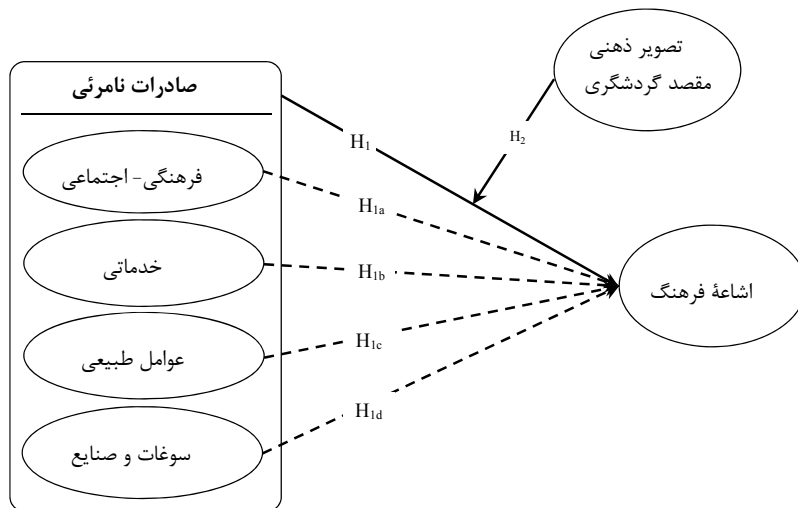 تصویر ذهنی
مقصد گردشگری
صادرات نامرئی
H2
H1
فرهنگی- اجتماعی
H1a
خدماتی
H1b
اشاعۀ فرهنگ
عوامل طبیعی
H1c
سوغات و صنایع
H1d